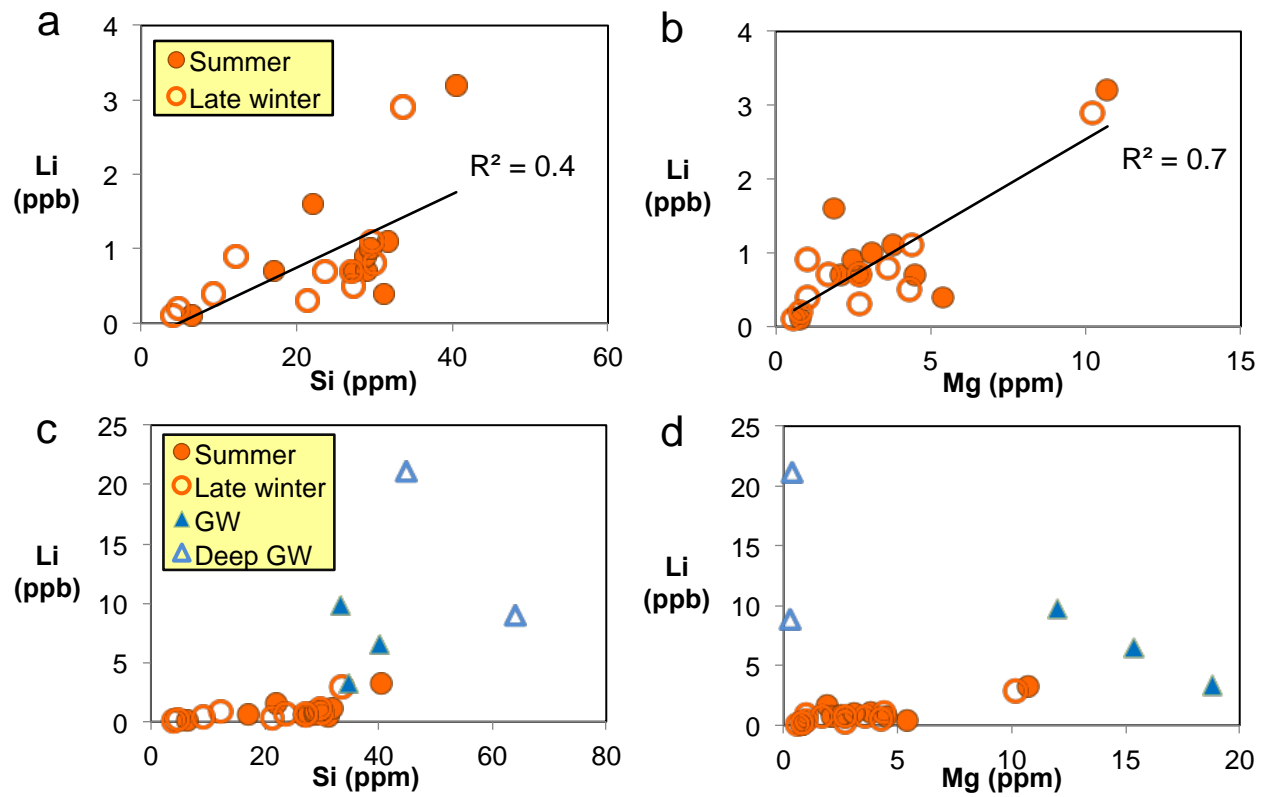 a
4
3
2
1
0
Li
(ppb)
Summer
Late winter
R² = 0.4
0 20 40 60
Si (ppm)
b
4
3
2
1
0
Li
(ppb)
R² = 0.7
0 5 10 15
Mg (ppm)
c
25
20
15
10
5
0
Li
(ppb)
Summer
Late winter
GW
Deep GW
0 20 40 60 80
Si (ppm)
d
25
20
15
10
5
0
Li
(ppb)
0 5 10 15 20
Mg (ppm)